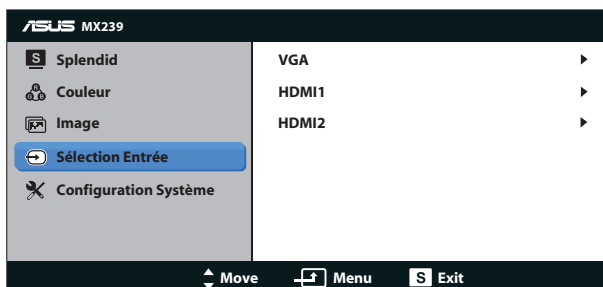 ASUS MX239
S Splendid
Couleur
Image
Sélection Entrée
Configuration Système
VGA
HDMI1
HDMI2
Move Menu S Exit